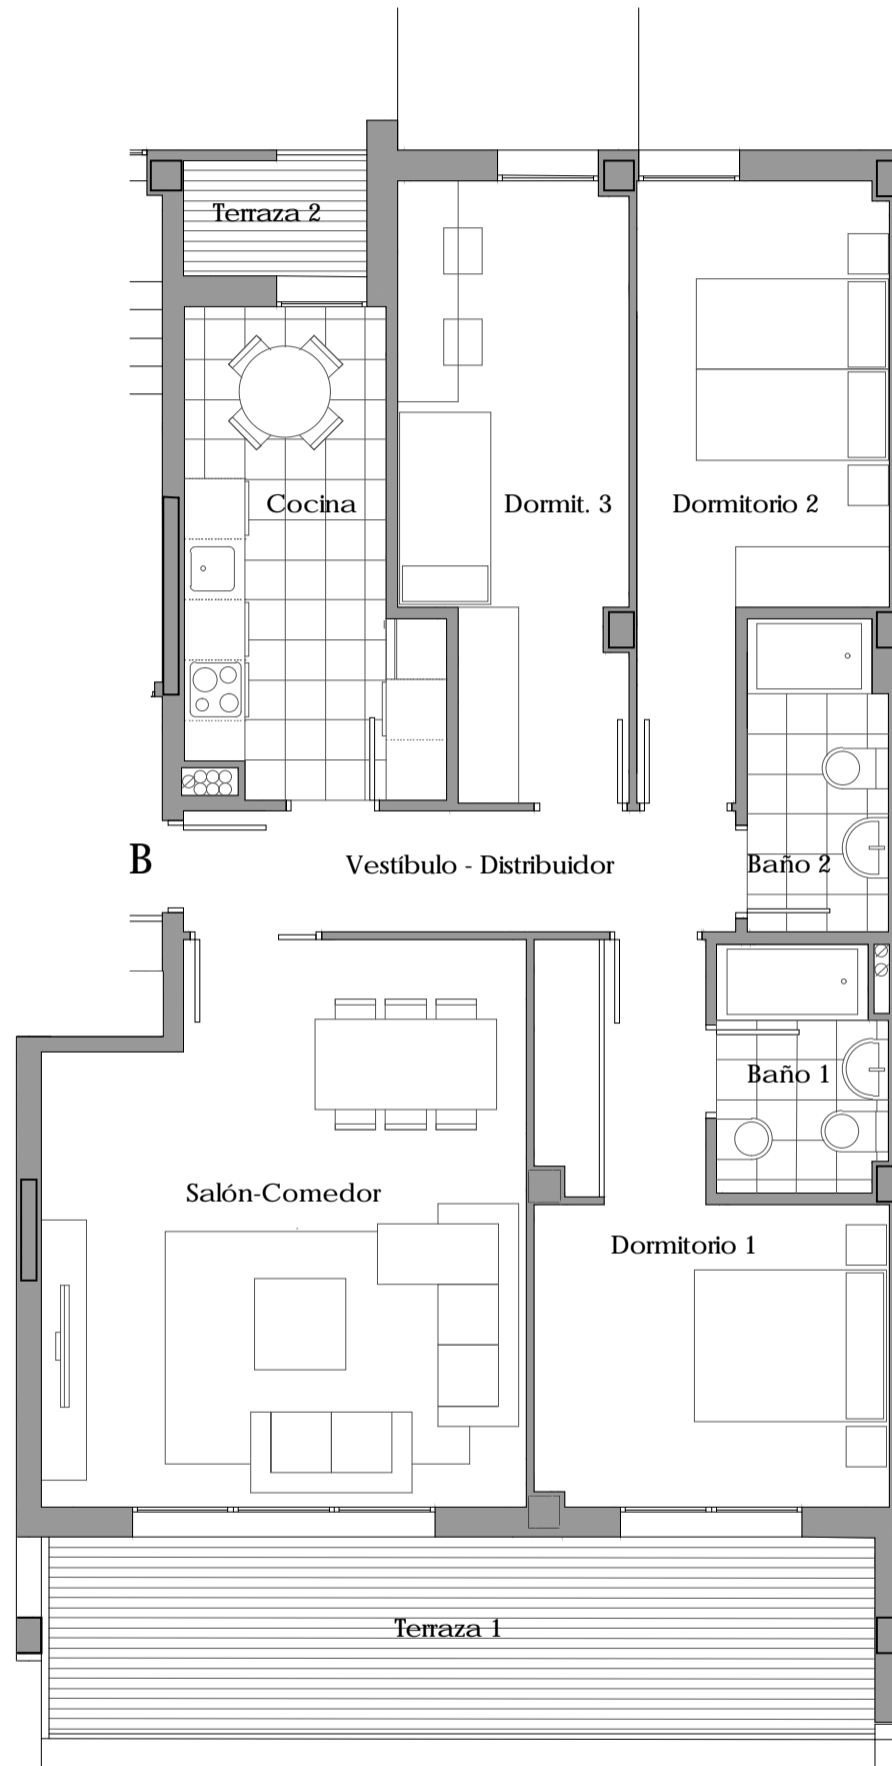 Terraza 2
Cocina
Dormit. 3
Dormitorio 2
B
Vestíbulo - Distribuidor
Baño 2
Baño 1
Salón-Comedor
Dormitorio 1
Terraza 1